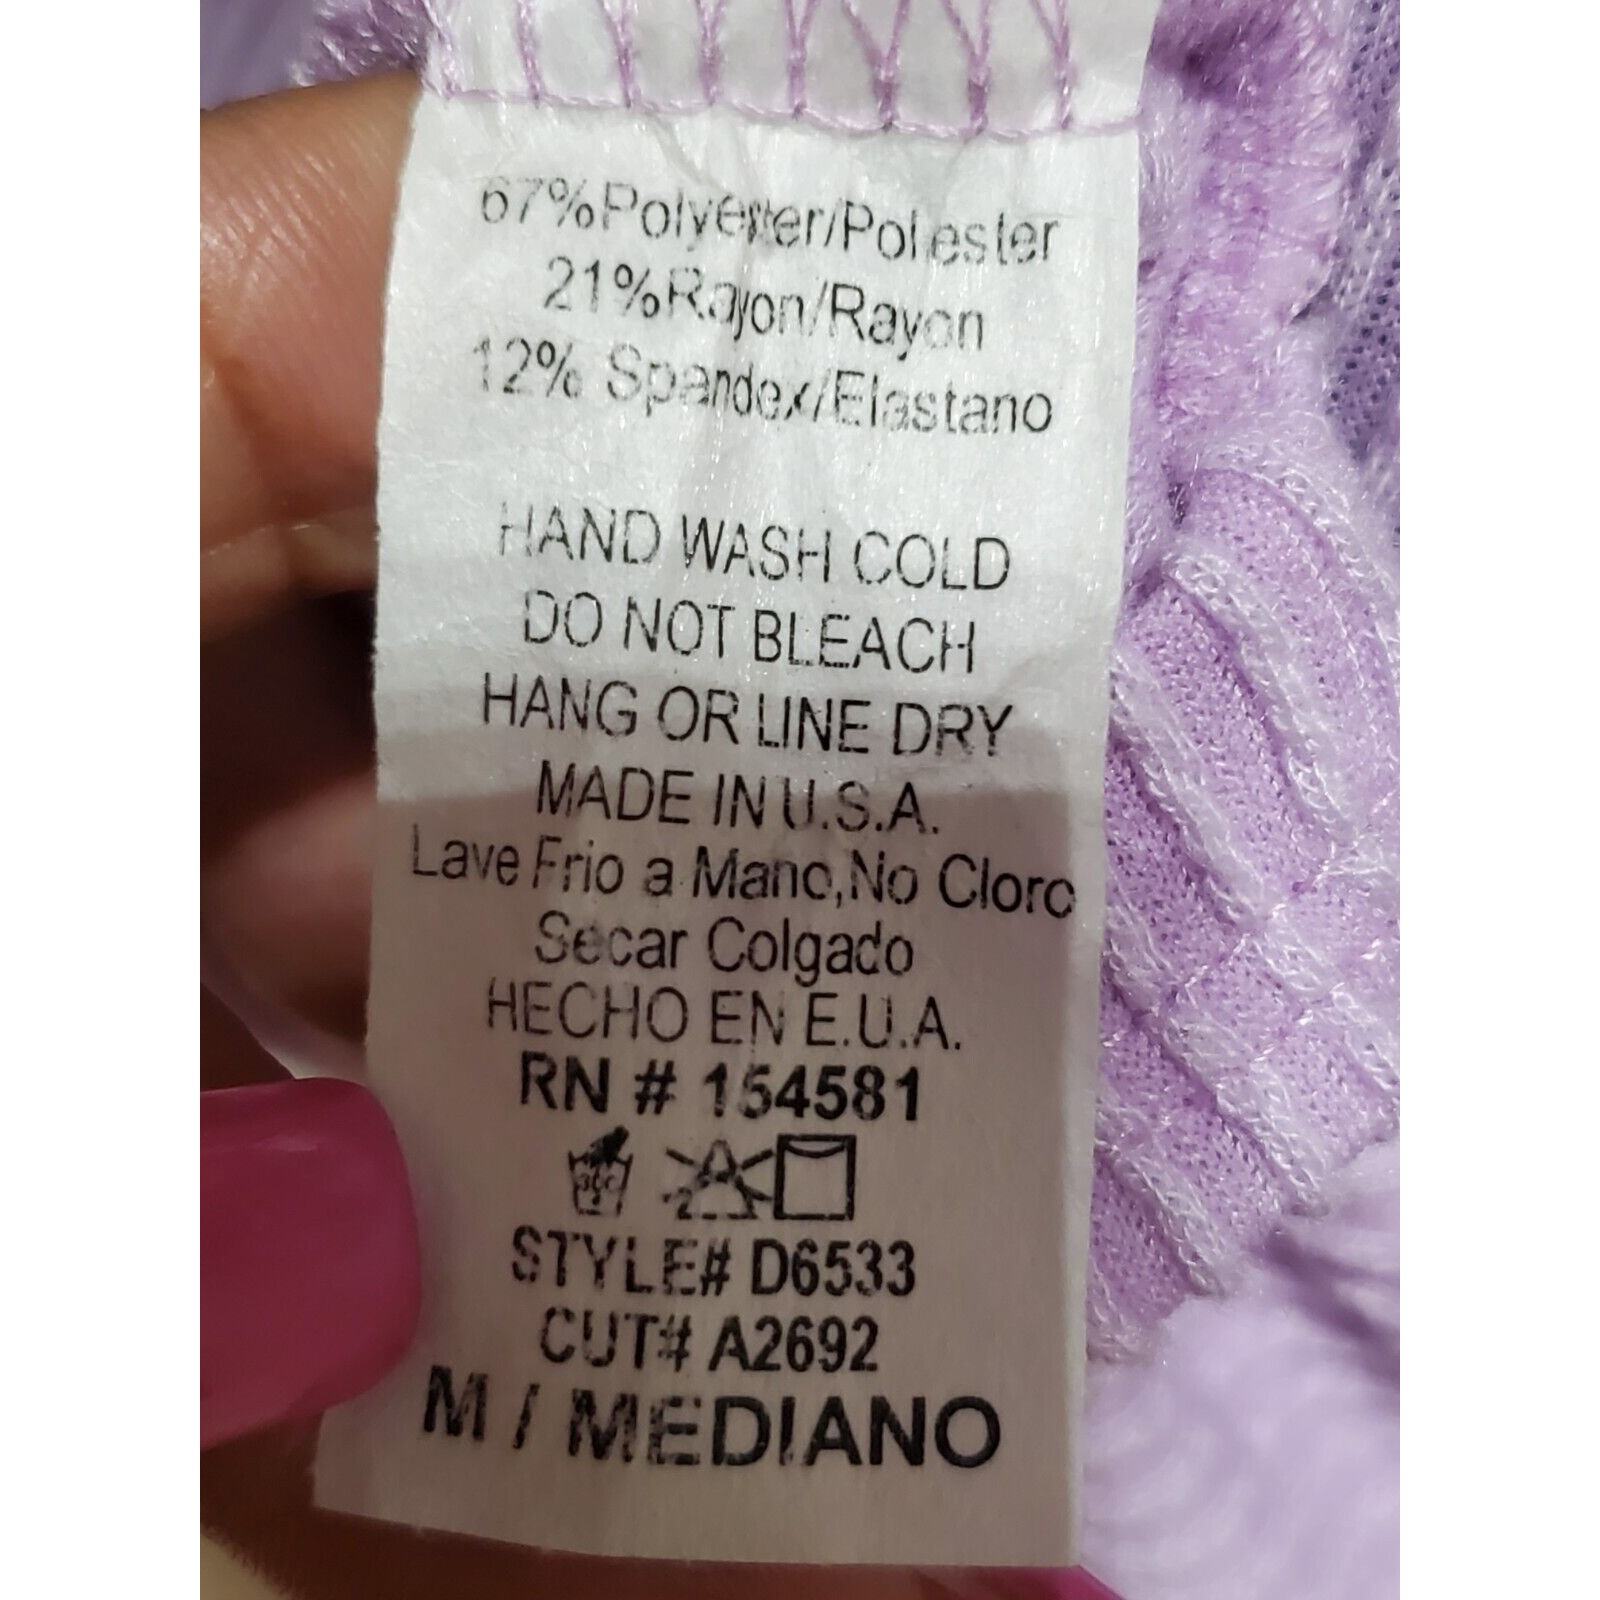 67%Polyester/Poliester
21%Rayon/Rayon
12% Spandex/Elastano
HAND WASH COLD
DO NOT BLEACH
HANG OR LINE DRY
MADE IN U.S.A.
Lave Frio a Mano,No Cloro
Secar Colgado
HECHO EN E.U.A.
RN # 154581
STYLE# D6533
CUT# A2692
M / MEDIANO